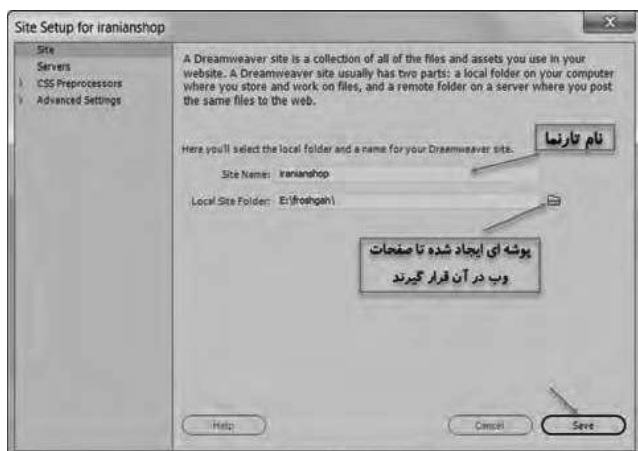 Site Setup for iranianshop
Site
Servers
CSS Preprocessors
Advanced Settings
A Dreamweaver site is a collection of all of the files and assets you use in your
website. A Dreamweaver site usually has two parts: a local folder on your computer
where you store and work on files, and a remote folder on a server where you post
the same files to the web.
نام تارنما
Here you'll select the local folder and a name for your Dreamweaver site.
Site Name: iranianshop
Local Site Folder: E:\froshgah\
پوشه ای ایجاد شده تا صفحات
وب در آن قرار گیرند
Help
Cancel
Save